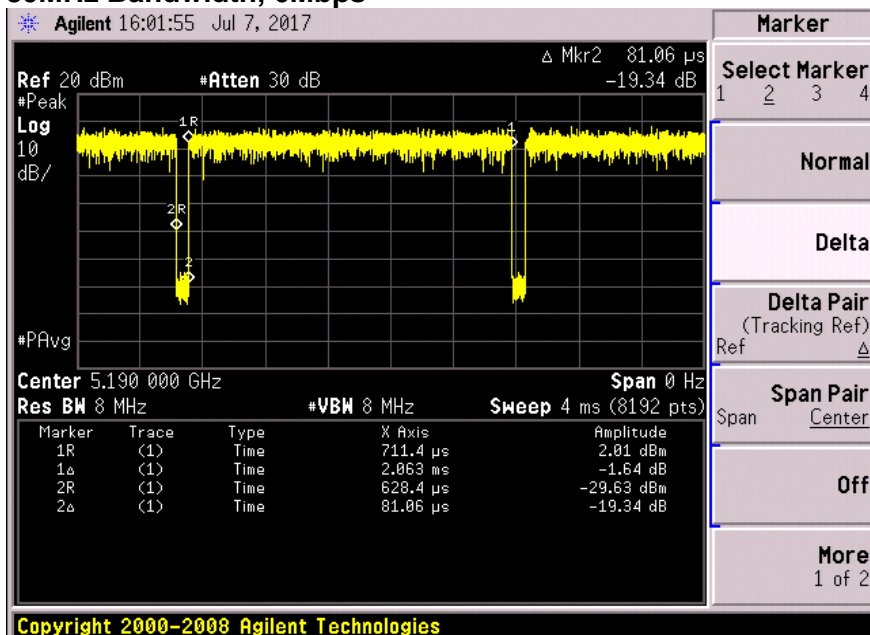 Agilent 16:01:55 Jul 7, 2017
Δ Mkr2 81.06 µs
Ref 20 dBm #Atten 30 dB -19.34 dB
#Peak
Log
10
dB/
1R
1
2R
2
#PAvg
Center 5.190 000 GHz Span 0 Hz
Res BW 8 MHz #VBW 8 MHz Sweep 4 ms (8192 pts)
Marker Trace Type X Axis Amplitude
1R (1) Time 711.4 µs 2.01 dBm
1Δ (1) Time 2.063 ms -1.64 dB
2R (1) Time 628.4 µs -29.63 dBm
2Δ (1) Time 81.06 µs -19.34 dB
Copyright 2000-2008 Agilent Technologies
Marker
Select Marker
1 2 3 4
Normal
Delta
Delta Pair
(Tracking Ref)
Ref Δ
Span Pair
Span Center
Off
More
1 of 2